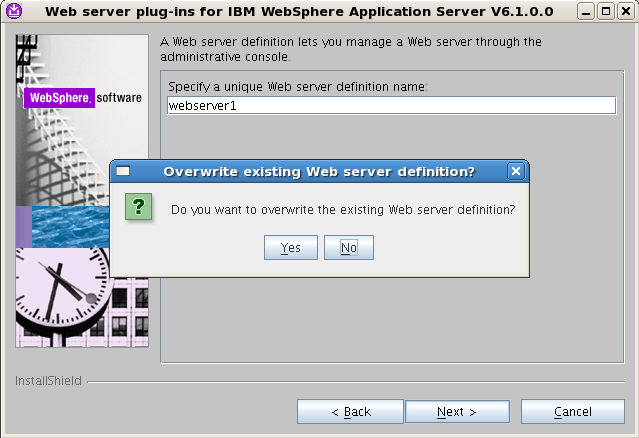 Web server plug-ins for IBM WebSphere Application Server V6.1.0.0
A Web server definition lets you manage a Web server through the
administrative console.
Specify a unique Web server definition name:
webserver1
WebSphere. software
Overwrite existing Web server definition?
?
Do you want to overwrite the existing Web server definition?
Yes No
InstallShield
< Back Next > Cancel